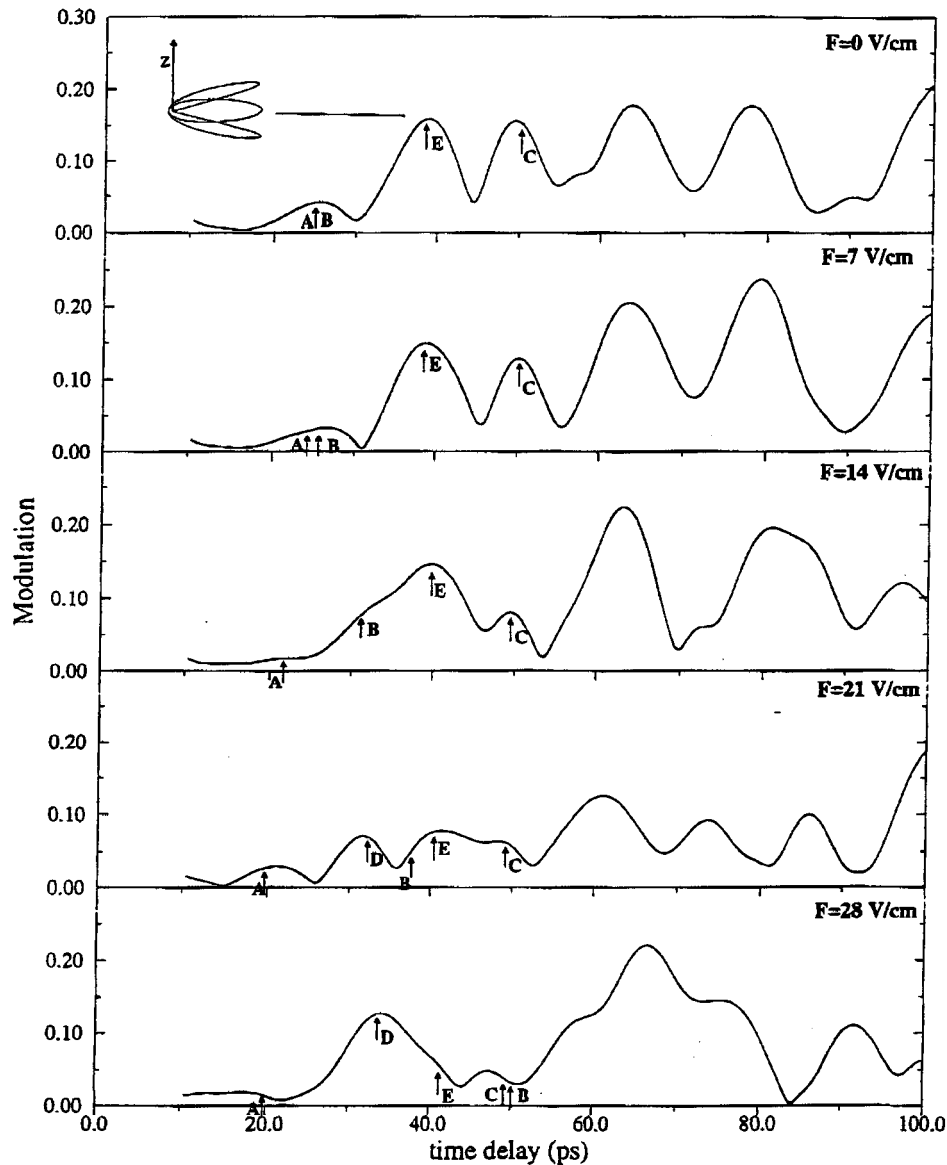 0.30
F=0 V/cm
z
0.20
0.10
E
C
A B
0.00
F=7 V/cm
0.20
0.10
E
C
A B
0.00
F=14 V/cm
0.20
0.10
E
B
C
0.00
A
F=21 V/cm
0.20
0.10
D
E
C
B
A
0.00
F=28 V/cm
0.20
0.10
D
E
C B
A
0.00
0.0 20.0 40.0 60.0 80.0 100.0
time delay (ps)
Modulation